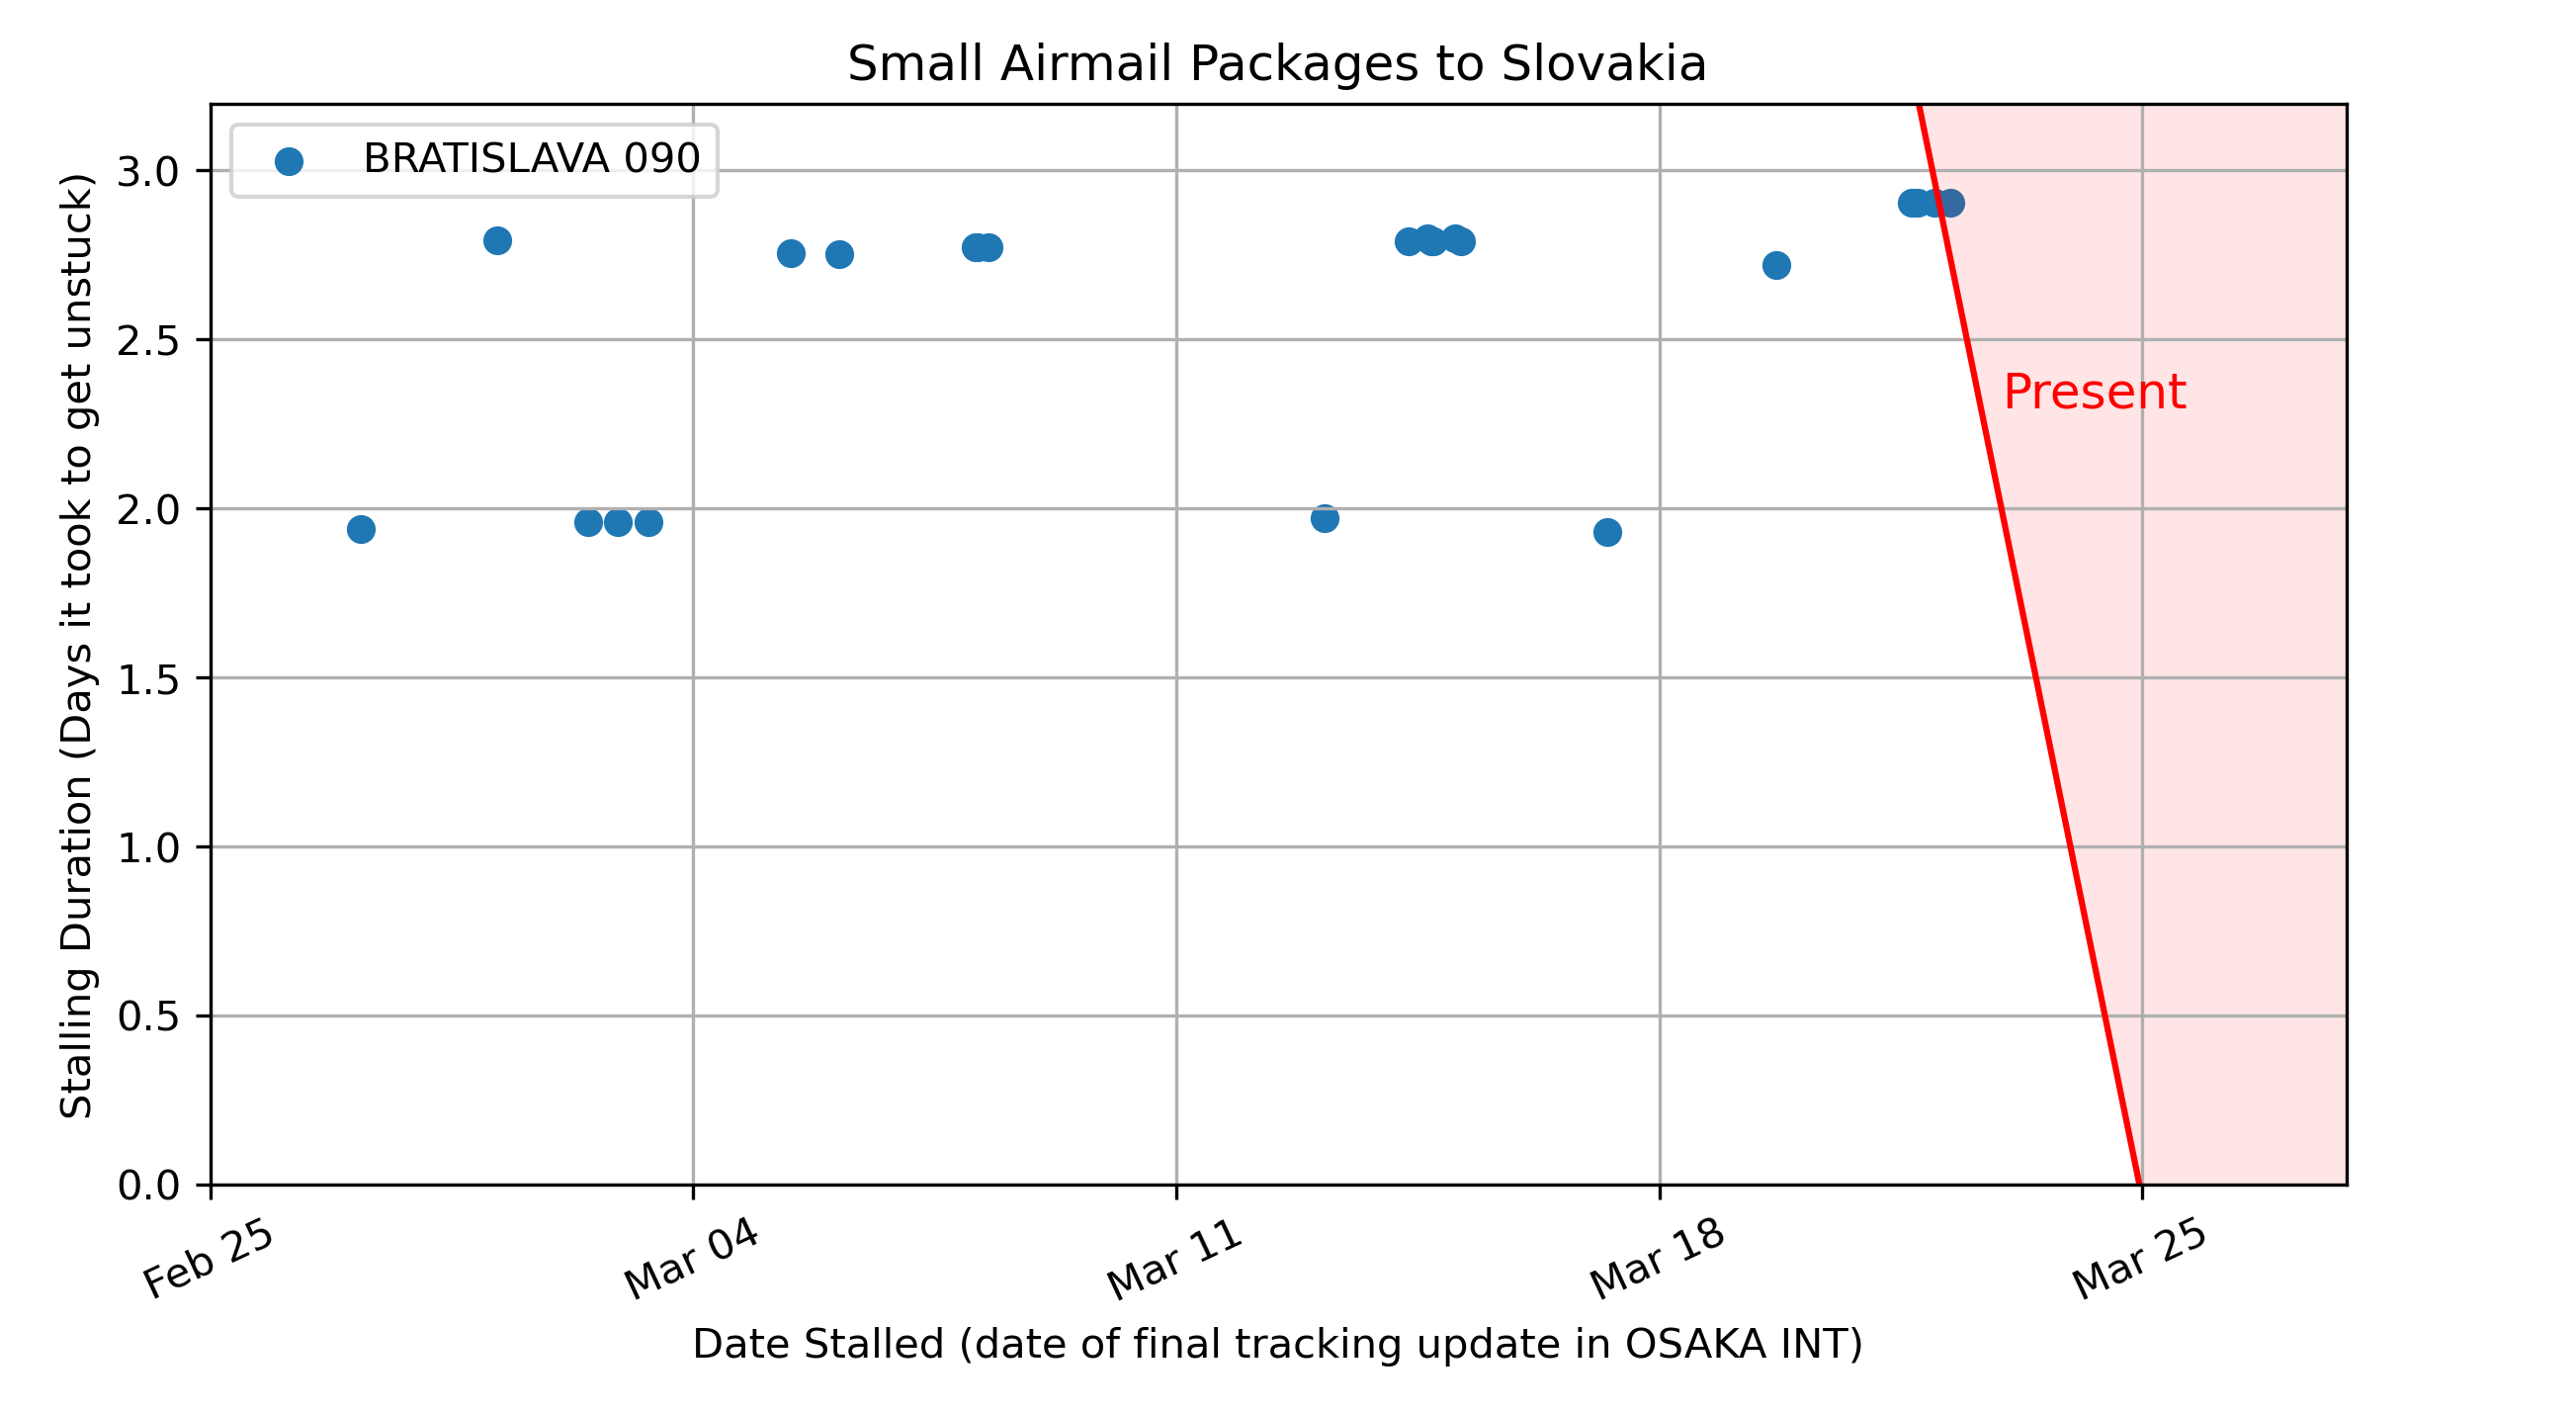 Small Airmail Packages to Slovakia
BRATISLAVA 090
Stalling Duration (Days it took to get unstuck)
3.0
2.5
2.0
1.5
1.0
0.5
0.0
Present
Feb 25
Mar 04
Mar 11
Mar 18
Mar 25
Date Stalled (date of final tracking update in OSAKA INT)